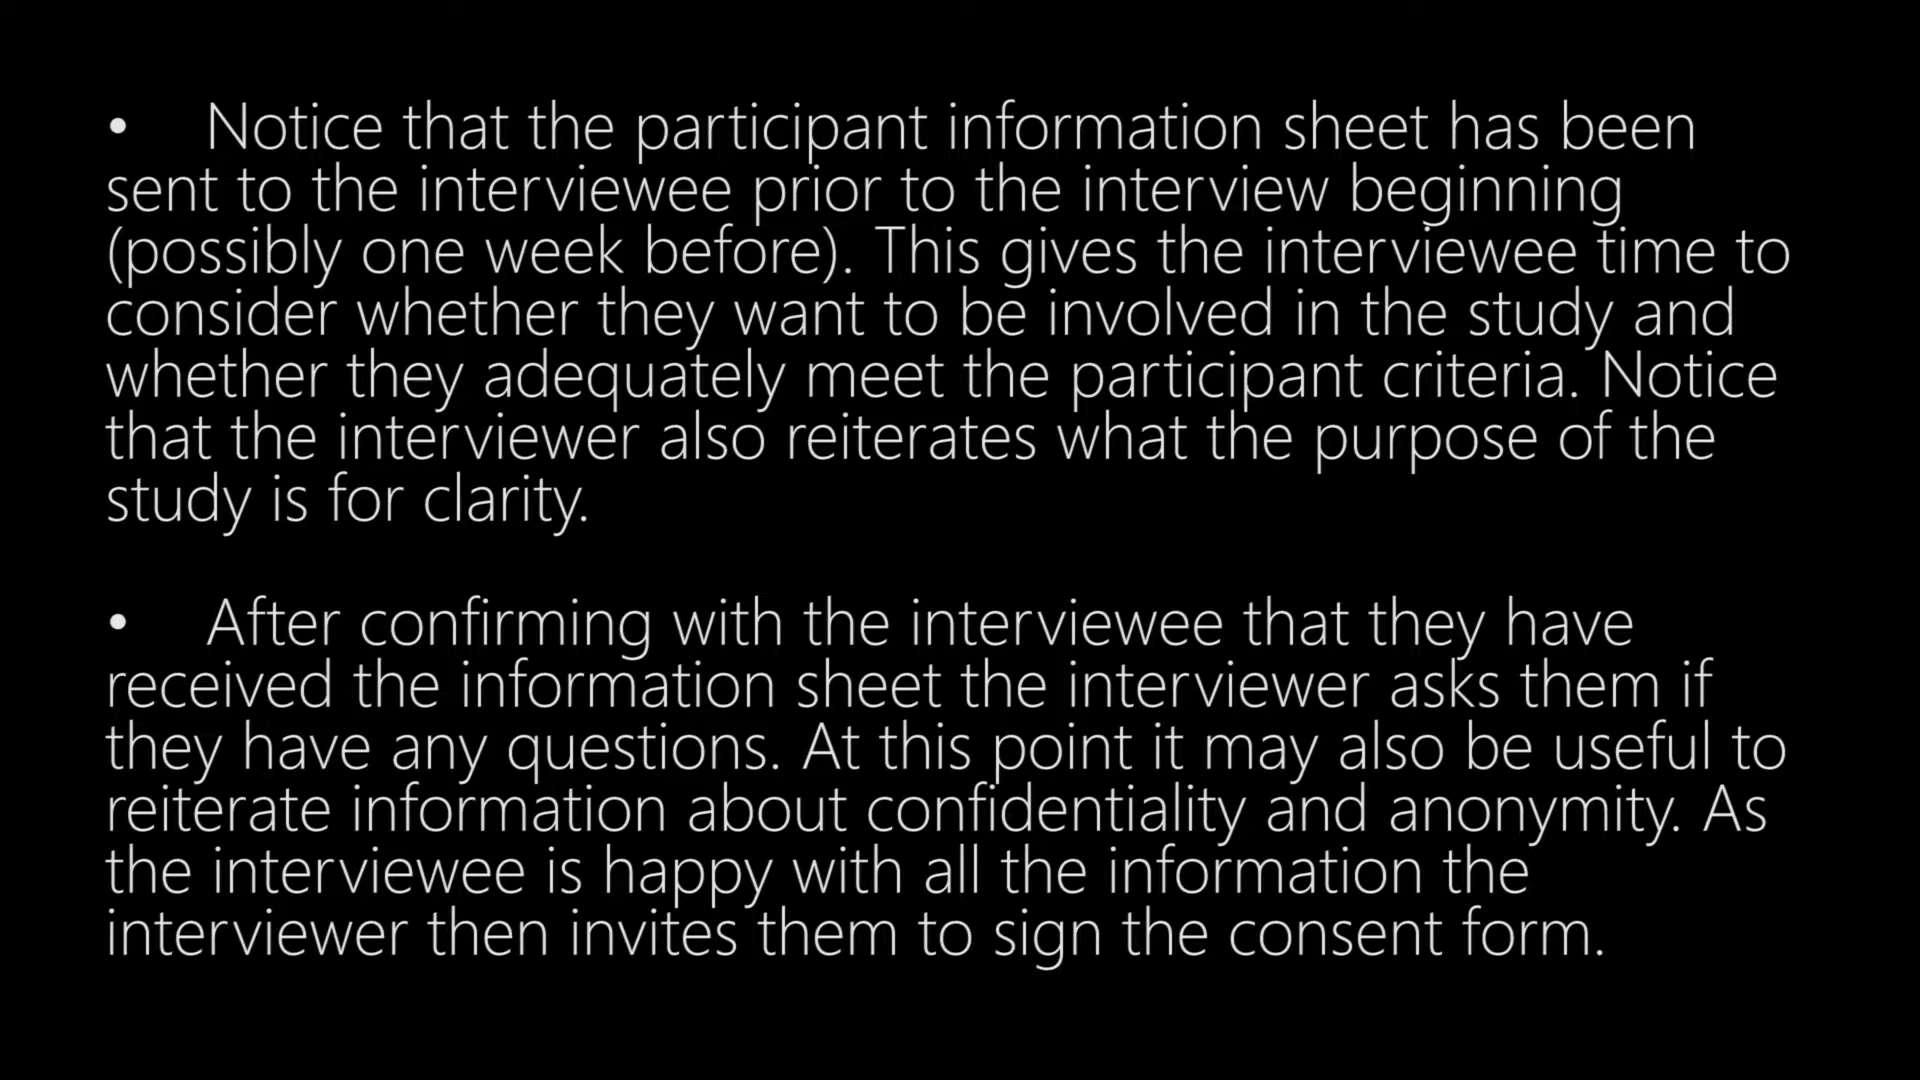 • Notice that the participant information sheet has been
sent to the interviewee prior to the interview beginning
(possibly one week before). This gives the interviewee time to
consider whether they want to be involved in the study and
whether they adequately meet the participant criteria. Notice
that the interviewer also reiterates what the purpose of the
study is for clarity.
• After confirming with the interviewee that they have
received the information sheet the interviewer asks them if
they have any questions. At this point it may also be useful to
reiterate information about confidentiality and anonymity. As
the interviewee is happy with all the information the
interviewer then invites them to sign the consent form.